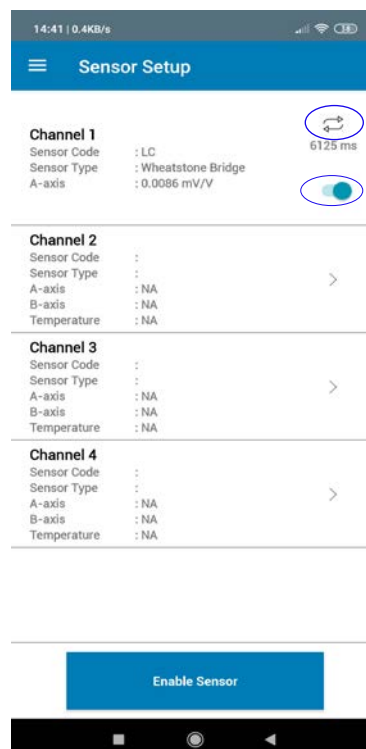 14:41 | 0.4KB/s
Sensor Setup
Channel 1
Sensor Code : LC
Sensor Type : Wheatstone Bridge
A-axis : 0.0086 mV/V
6125 ms
Channel 2
Sensor Code :
Sensor Type :
A-axis : NA
B-axis : NA
Temperature : NA
Channel 3
Sensor Code :
Sensor Type :
A-axis : NA
B-axis : NA
Temperature : NA
Channel 4
Sensor Code :
Sensor Type :
A-axis : NA
B-axis : NA
Temperature : NA
Enable Sensor